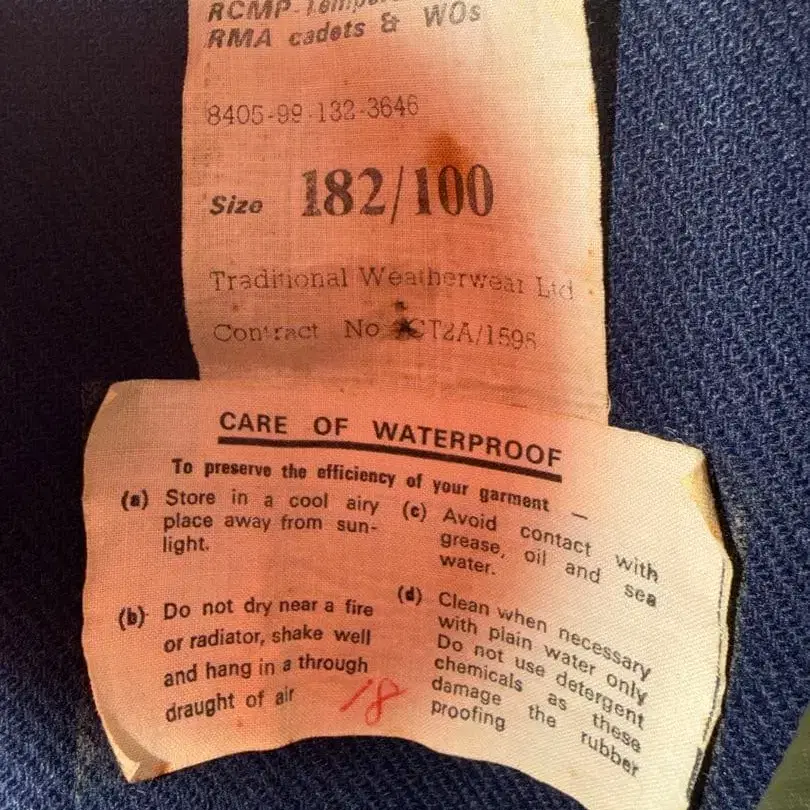 RCMP
RMA cadets & WOs
8405-99-132-3646
Size 182/100
Traditional Weatherwear Ltd
Contract No CT2A/1598
CARE OF WATERPROOF
To preserve the efficiency of your garment —
(a) Store in a cool airy
place away from sun-
light.
(b) Do not dry near a fire
or radiator, shake well
and hang in a through
draught of air
(c) Avoid contact with
grease, oil and sea
water.
(d) Clean when necessary
with plain water only
Do not use detergent
chemicals as these
damage the rubber
proofing
18